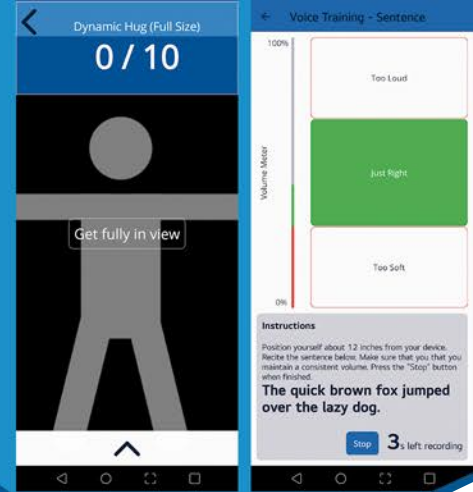 Dynamic Hug (Full Size)
0 / 10
Get fully in view
Voice Training - Sentence
100%
Too Loud
Volume Meter
Just Right
Too Soft
0%
Instructions
Position yourself about 12 inches from your device.
Recite the sentence below. Make sure that you that you
maintain a consistent volume. Press the "Stop" button
when finished.
The quick brown fox jumped
over the lazy dog.
Stop
3s left recording